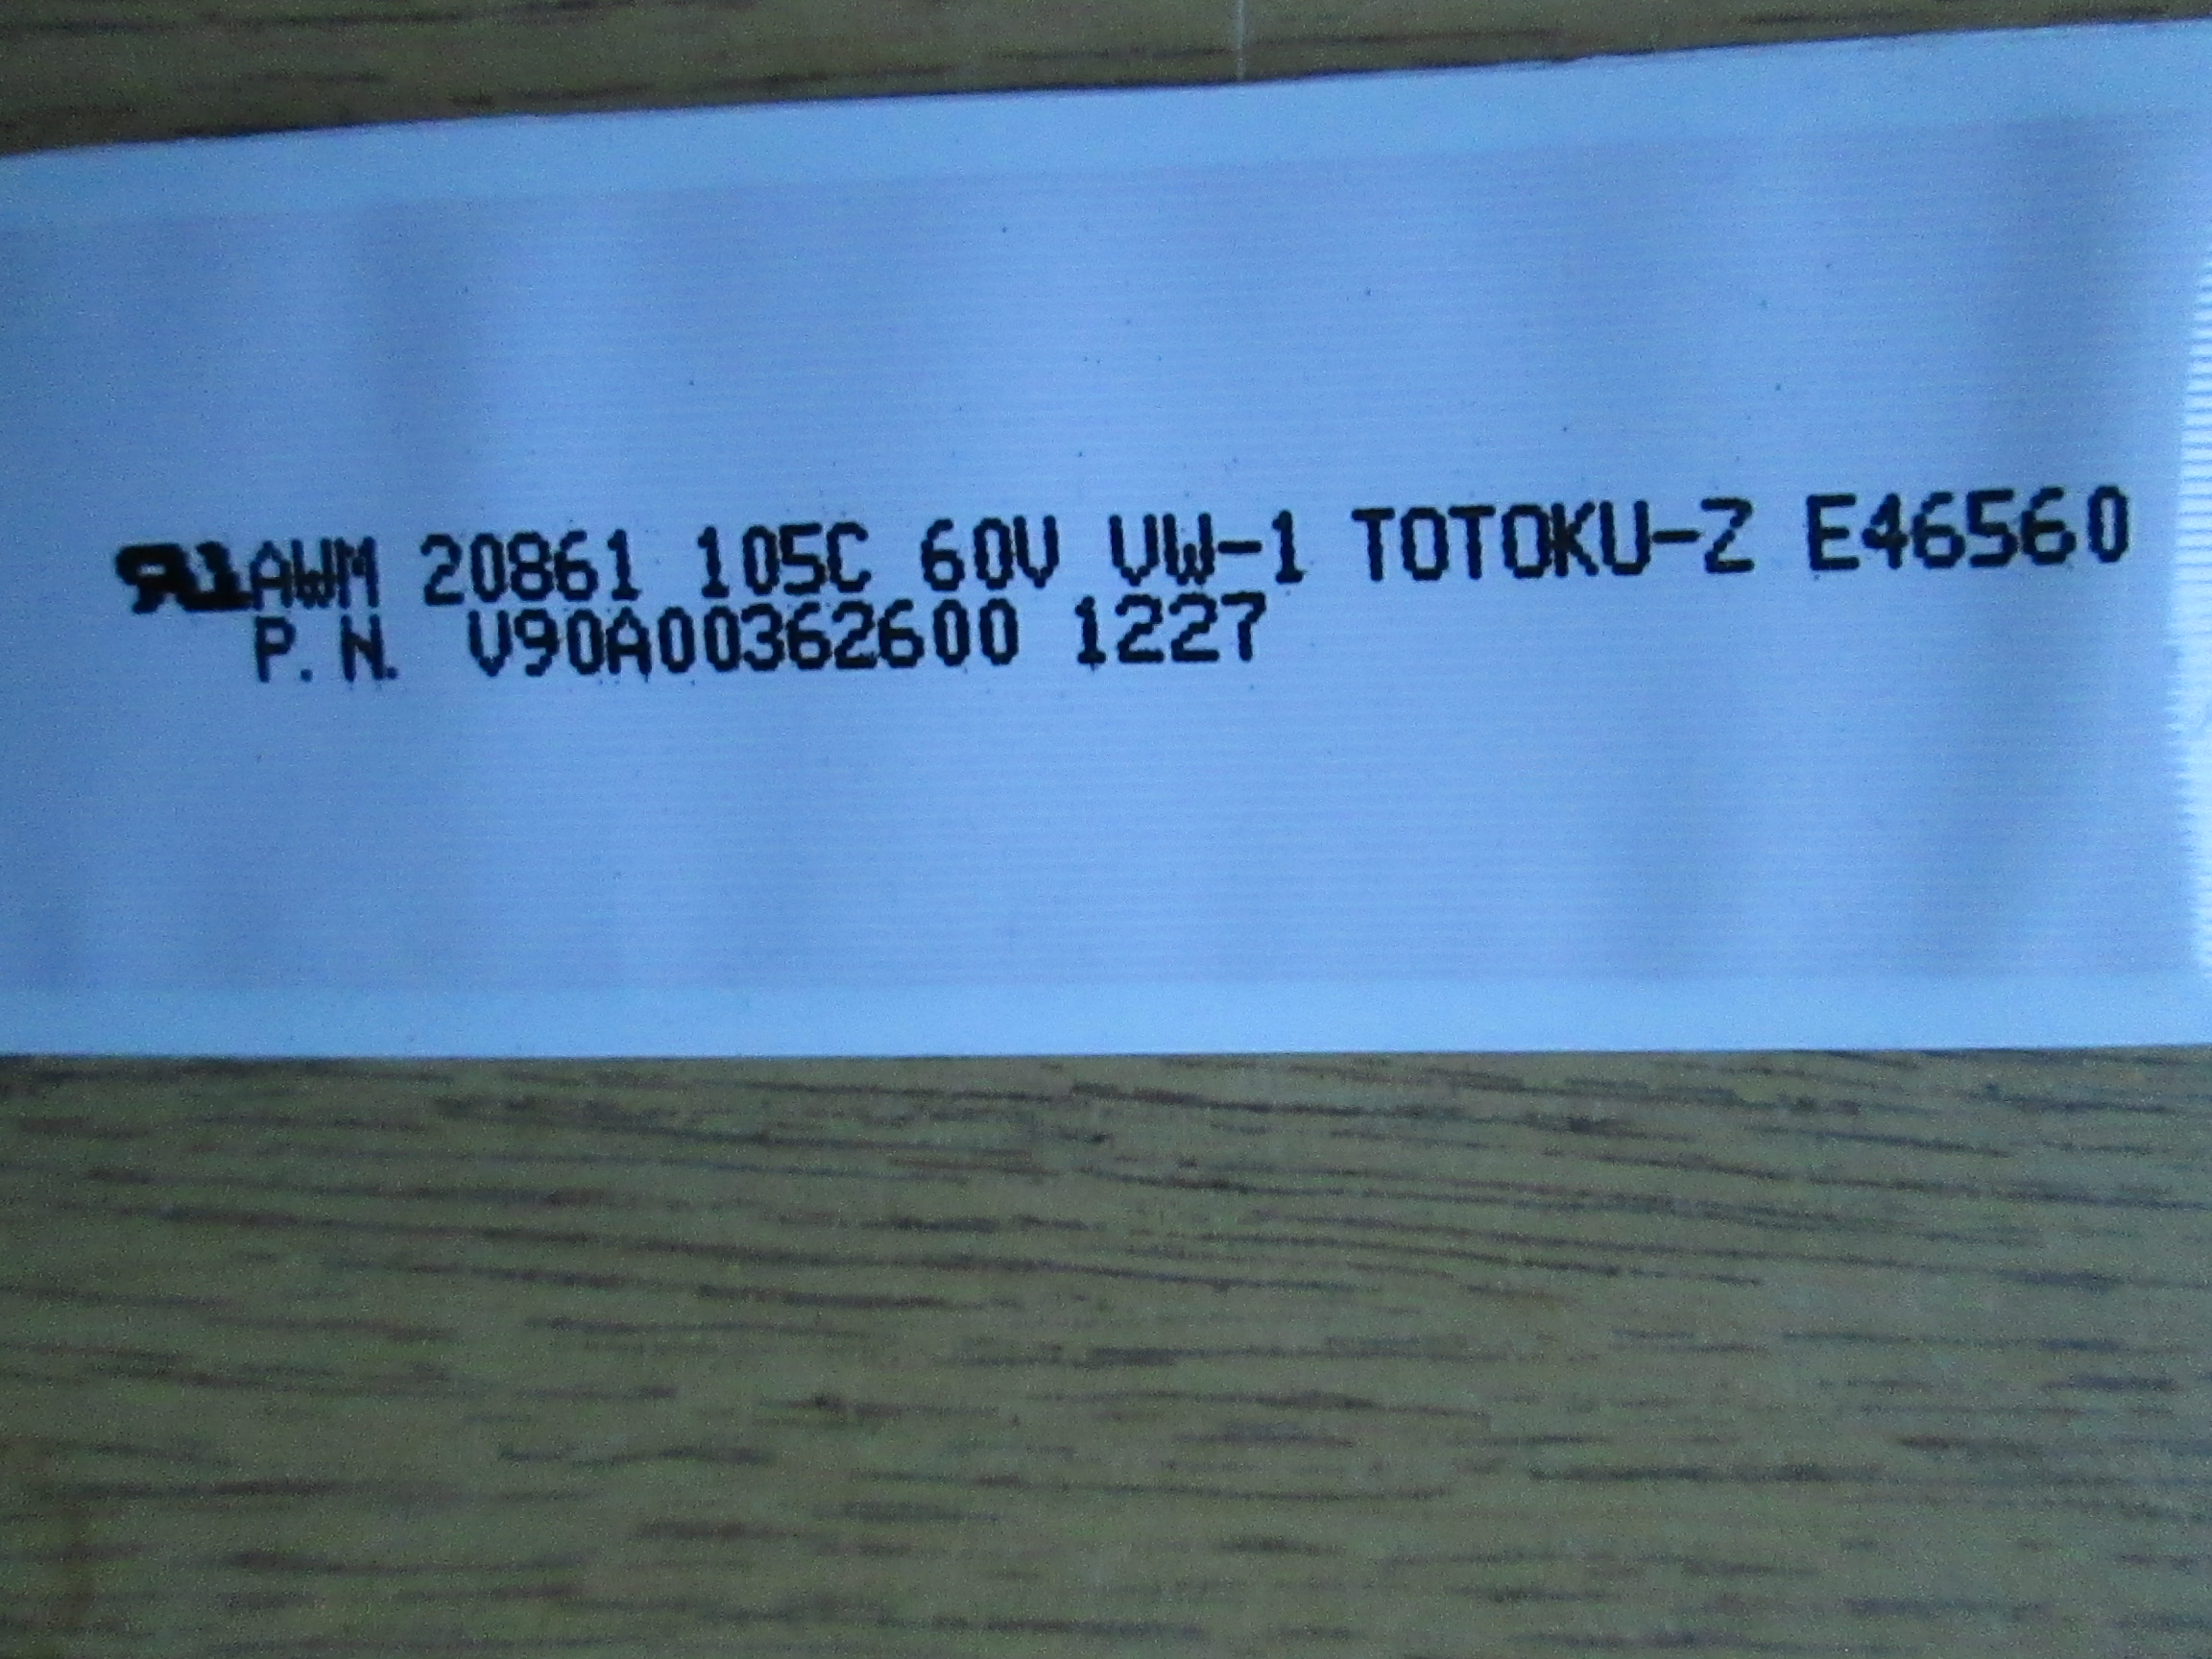 AWM 20861 105C 60V VW-1 TOTOKU-Z E46560
P.N. V90A00362600 1227